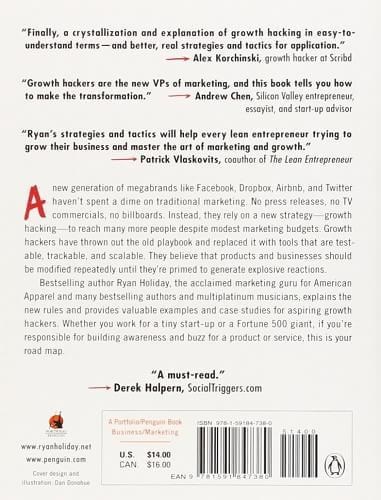 "Finally, a crystallization and explanation of growth hacking in easy-to-
understand terms—and better, real strategies and tactics for application."
Alex Korchinski, growth hacker at Scribd
"Growth hackers are the new VPs of marketing, and this book tells you how
to make the transformation." Andrew Chen, Silicon Valley entrepreneur,
essayist, and start-up advisor
"Ryan's strategies and tactics will help every lean entrepreneur trying to
grow their business and master the art of marketing and growth."
Patrick Vlaskovits, coauthor of The Lean Entrepreneur
A new generation of megabrands like Facebook, Dropbox, Airbnb, and Twitter
haven't spent a dime on traditional marketing. No press releases, no TV
commercials, no billboards. Instead, they rely on a new strategy—growth
hacking—to reach many more people despite modest marketing budgets. Growth
hackers have thrown out the old playbook and replaced it with tools that are test-
able, trackable, and scalable. They believe that products and businesses should
be modified repeatedly until they're primed to generate explosive reactions.
Bestselling author Ryan Holiday, the acclaimed marketing guru for American
Apparel and many bestselling authors and multiplatinum musicians, explains the
new rules and provides valuable examples and case studies for aspiring growth
hackers. Whether you work for a tiny start-up or a Fortune 500 giant, if you're
responsible for building awareness and buzz for a product or service, this is your
road map.
"A must-read."
Derek Halpern, SocialTriggers.com
www.ryanholiday.net
www.penguin.com
Cover design and
illustration: Dan Donohue
A Portfolio/Penguin Book
Business/Marketing
U.S. $14.00
CAN. $16.00
ISBN 978-1-59184-738-0
51400
EAN 9 781591 847380